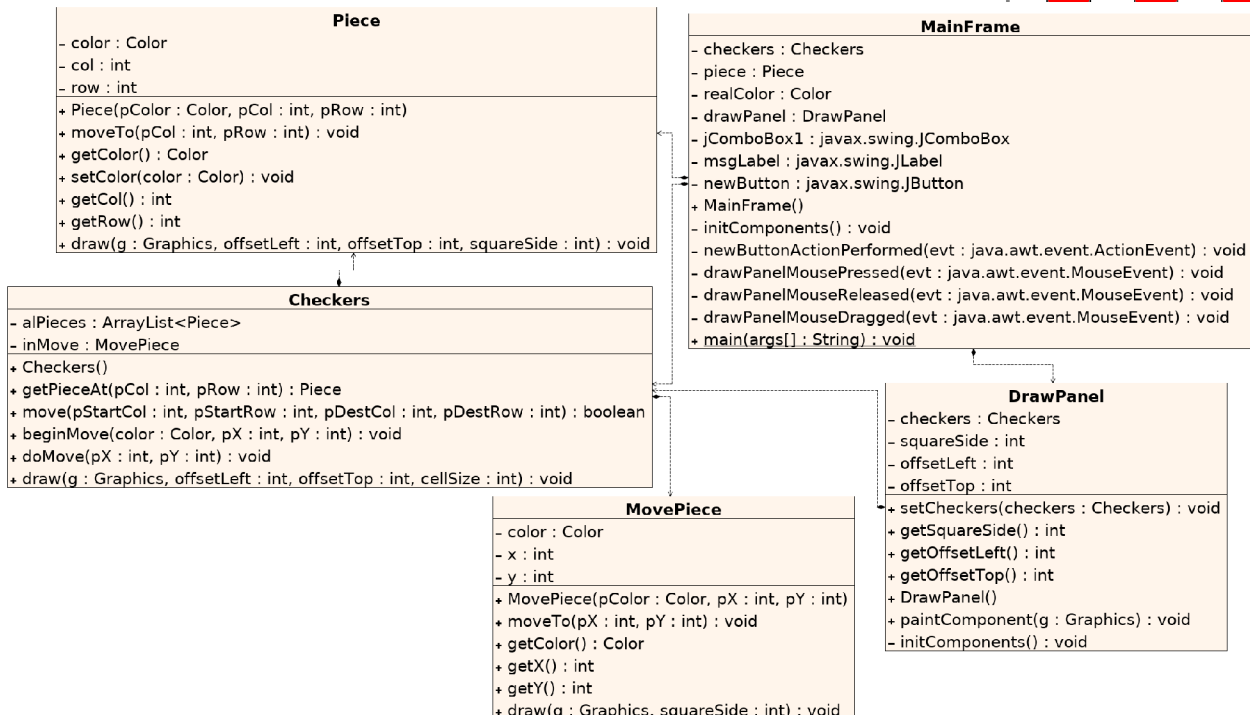 Piece
- color : Color
- col : int
- row : int
+ Piece(pColor : Color, pCol : int, pRow : int)
+ moveTo(pCol : int, pRow : int) : void
+ getColor() : Color
+ setColor(color : Color) : void
+ getCol() : int
+ getRow() : int
+ draw(g : Graphics, offsetLeft : int, offsetTop : int, squareSide : int) : void
MainFrame
- checkers : Checkers
- piece : Piece
- realColor : Color
- drawPanel : DrawPanel
- jComboBox1 : javax.swing.JComboBox
- msgLabel : javax.swing.JLabel
- newButton : javax.swing.JButton
+ MainFrame()
- initComponents() : void
- newButtonActionPerformed(evt : java.awt.event.ActionEvent) : void
- drawPanelMousePressed(evt : java.awt.event.MouseEvent) : void
- drawPanelMouseReleased(evt : java.awt.event.MouseEvent) : void
- drawPanelMouseDragged(evt : java.awt.event.MouseEvent) : void
+ main(args[] : String) : void
Checkers
- alPieces : ArrayList<Piece>
- inMove : MovePiece
+ Checkers()
+ getPieceAt(pCol : int, pRow : int) : Piece
+ move(pStartCol : int, pStartRow : int, pDestCol : int, pDestRow : int) : boolean
+ beginMove(color : Color, pX : int, pY : int) : void
+ doMove(pX : int, pY : int) : void
+ draw(g : Graphics, offsetLeft : int, offsetTop : int, cellSize : int) : void
DrawPanel
- checkers : Checkers
- squareSide : int
- offsetLeft : int
- offsetTop : int
+ setCheckers(checkers : Checkers) : void
+ getSquareSide() : int
+ getOffsetLeft() : int
+ getOffsetTop() : int
+ DrawPanel()
+ paintComponent(g : Graphics) : void
- initComponents() : void
MovePiece
- color : Color
- x : int
- y : int
+ MovePiece(pColor : Color, pX : int, pY : int)
+ moveTo(pX : int, pY : int) : void
+ getColor() : Color
+ getX() : int
+ getY() : int
+ draw(g : Graphics, squareSide : int) : void